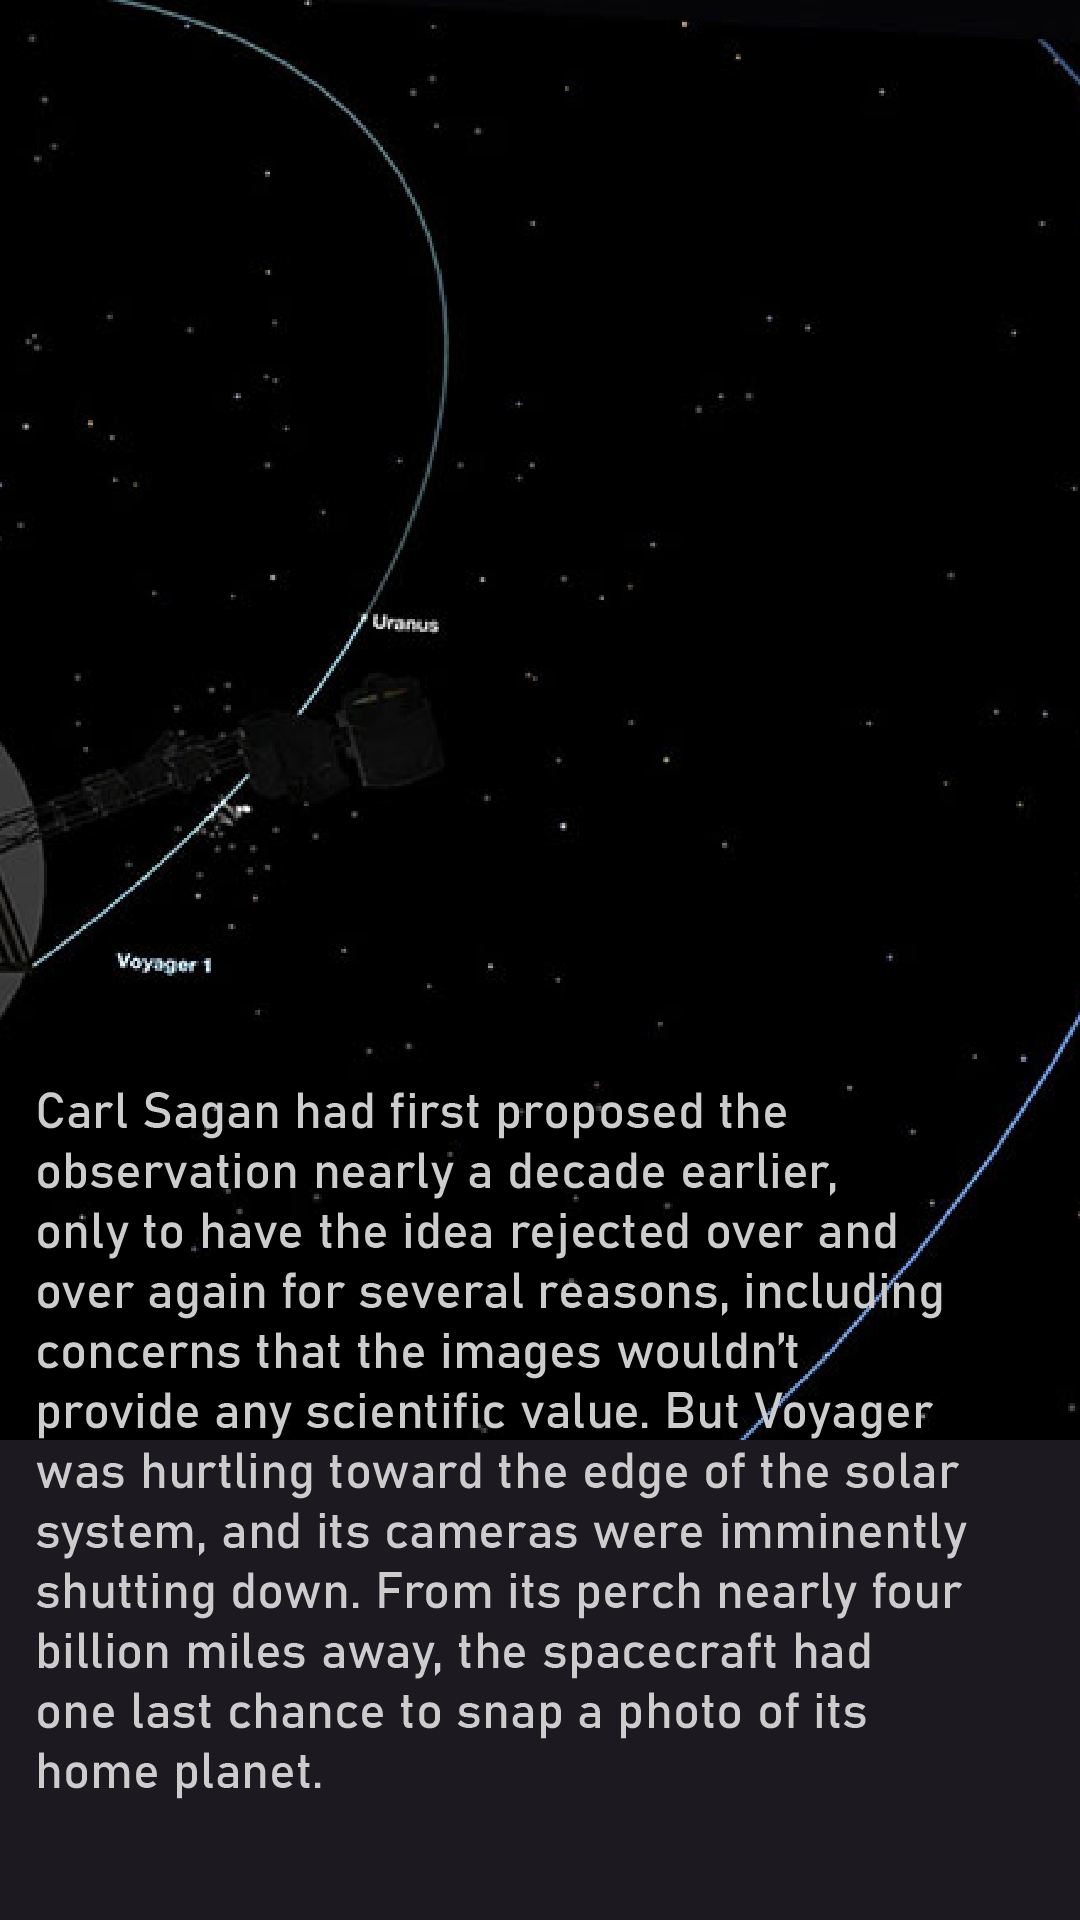 Uranus
Voyager 1
Carl Sagan had first proposed the
observation nearly a decade earlier,
only to have the idea rejected over and
over again for several reasons, including
concerns that the images wouldn't
provide any scientific value. But Voyager
was hurtling toward the edge of the solar
system, and its cameras were imminently
shutting down. From its perch nearly four
billion miles away, the spacecraft had
one last chance to snap a photo of its
home planet.